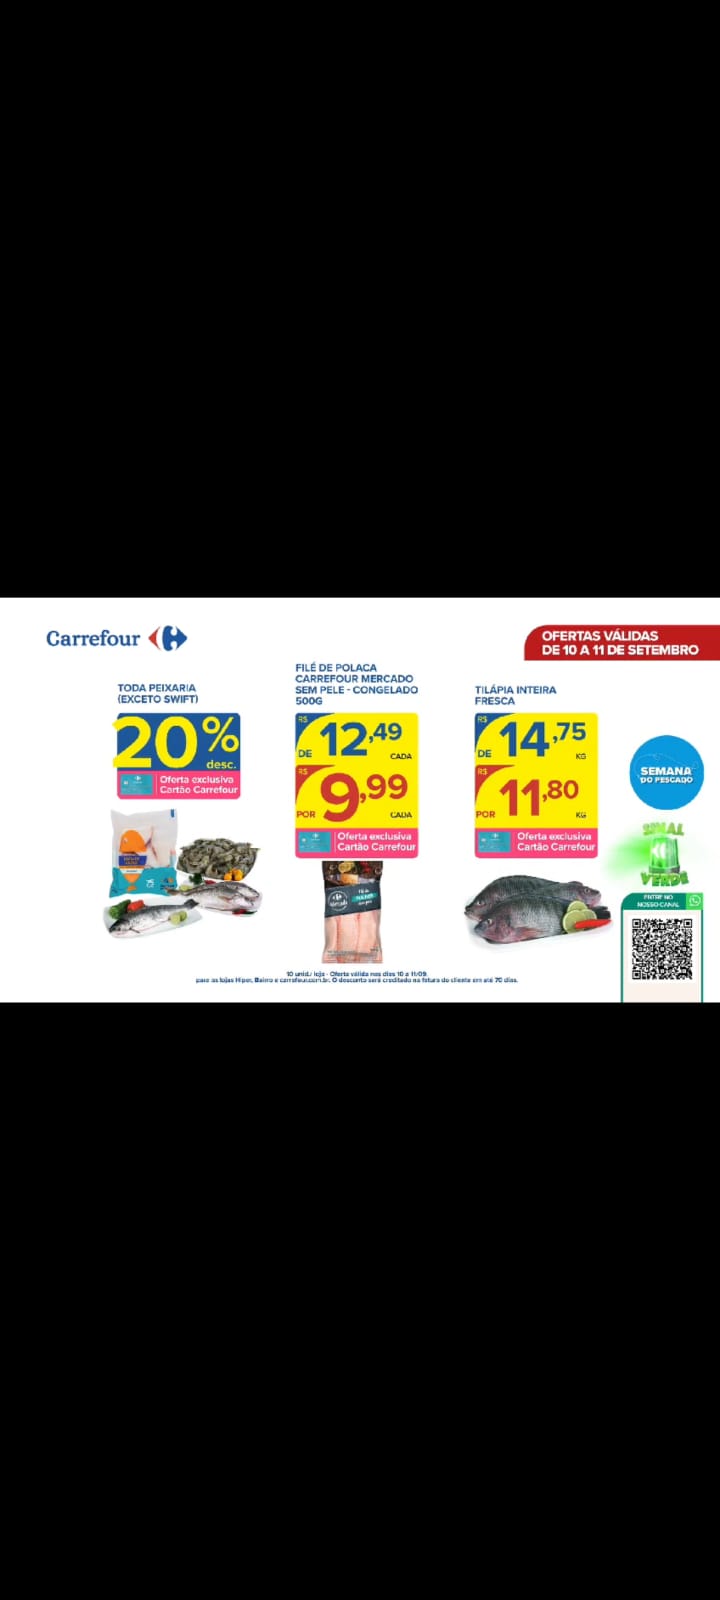 Carrefour
OFERTAS VÁLIDAS
DE 10 A 11 DE SETEMBRO
TODA PEIXARIA
(EXCETO SWIFT)
20%
desc.
Oferta exclusiva
Cartão Carrefour
FILÉ DE POLACA
CARREFOUR MERCADO
SEM PELE - CONGELADO
500G
R$
DE 12,49
CADA
R$
POR 9,99
CADA
Oferta exclusiva
Cartão Carrefour
TILÁPIA INTEIRA
FRESCA
R$
DE 14,75
KG
R$
POR 11,80
KG
Oferta exclusiva
Cartão Carrefour
SEMANA
DO PESCADO
SINAL
VERDE
ENTRE NO
NOSSO CANAL
10 unid./ loja - Oferta válida nos dias 10 a 11/09.
para as lojas Hiper, Bairro e carrefour.com.br. O desconto será creditado na fatura do cliente em até 70 dias.